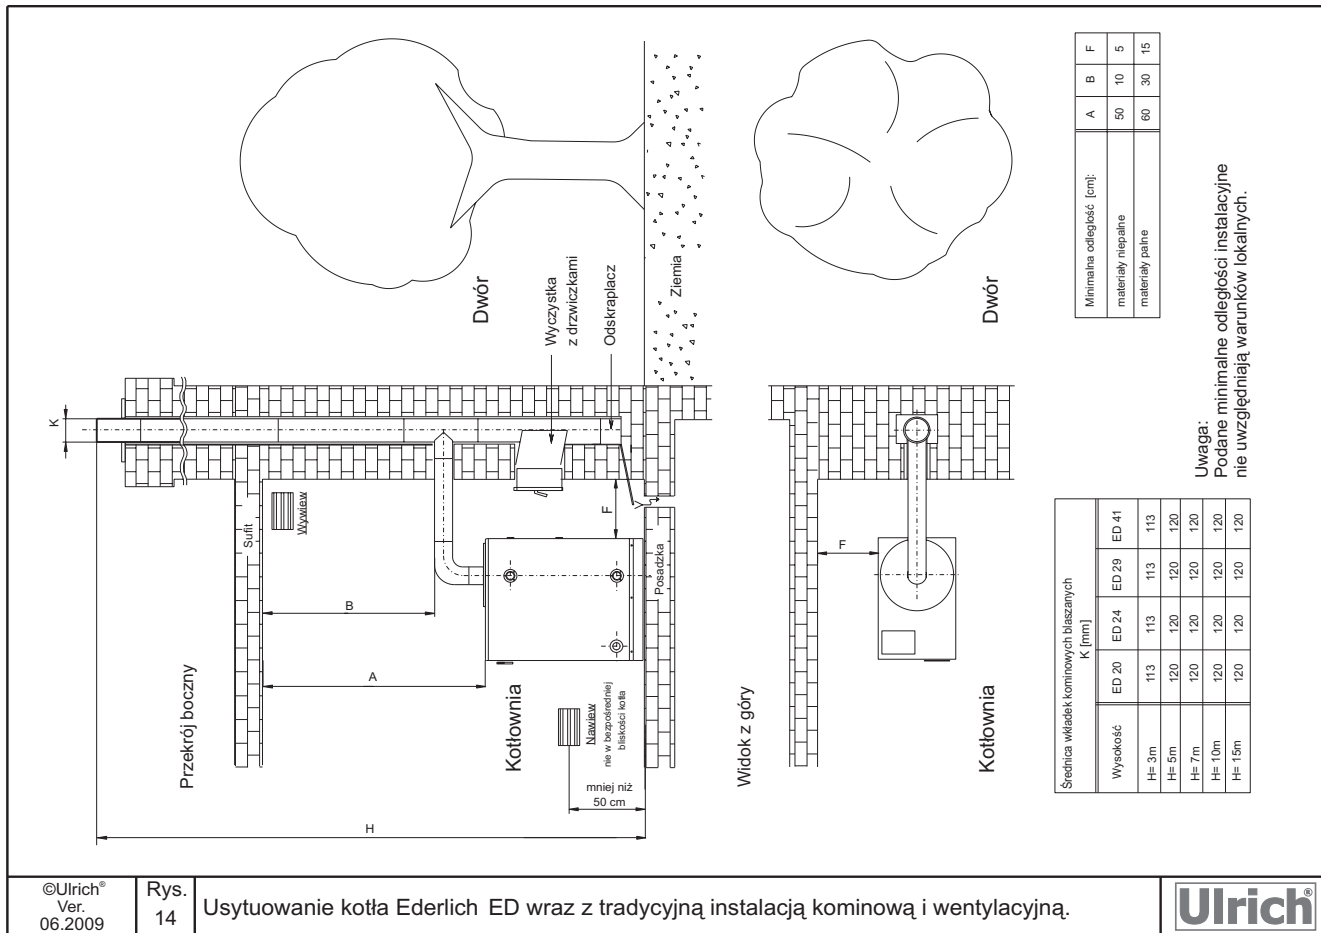 Przekrój boczny
K
Sufit
Wywiew
B
A
F
H
Kotłownia
Nawiew
nie w bezpośredniej
bliskości kotła
mniej niż
50 cm
Posadzka
Dwór
Wyczystka
z drzwiczkami
Odskraplacz
Ziemia
Widok z góry
Dwór
F
Kotłownia
Minimalna odległość [cm]: A B F
materiały niepalne 50 10 5
materiały palne 60 30 15
Uwaga:
Podane minimalne odległości instalacyjne
nie uwzględniają warunków lokalnych.
Średnica wkładek kominowych blaszanych
K [mm]
Wysokość ED 20 ED 24 ED 29 ED 41
H= 3m 113 113 113 113
H= 5m 120 120 120 120
H= 7m 120 120 120 120
H= 10m 120 120 120 120
H= 15m 120 120 120 120
©Ulrich®
Ver.
06.2009
Rys.
14
Usytuowanie kotła Ederlich ED wraz z tradycyjną instalacją kominową i wentylacyjną.
Ulrich®